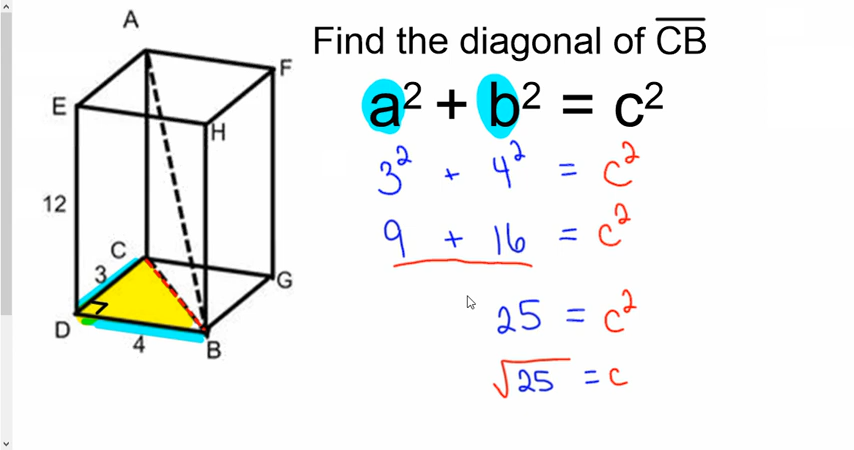 Find the diagonal of C̅B̅
a² + b² = c²
3² + 4² = c²
9 + 16 = c²
25 = c²
√25 = c
A
F
E
H
12
C
3
G
D
4
B